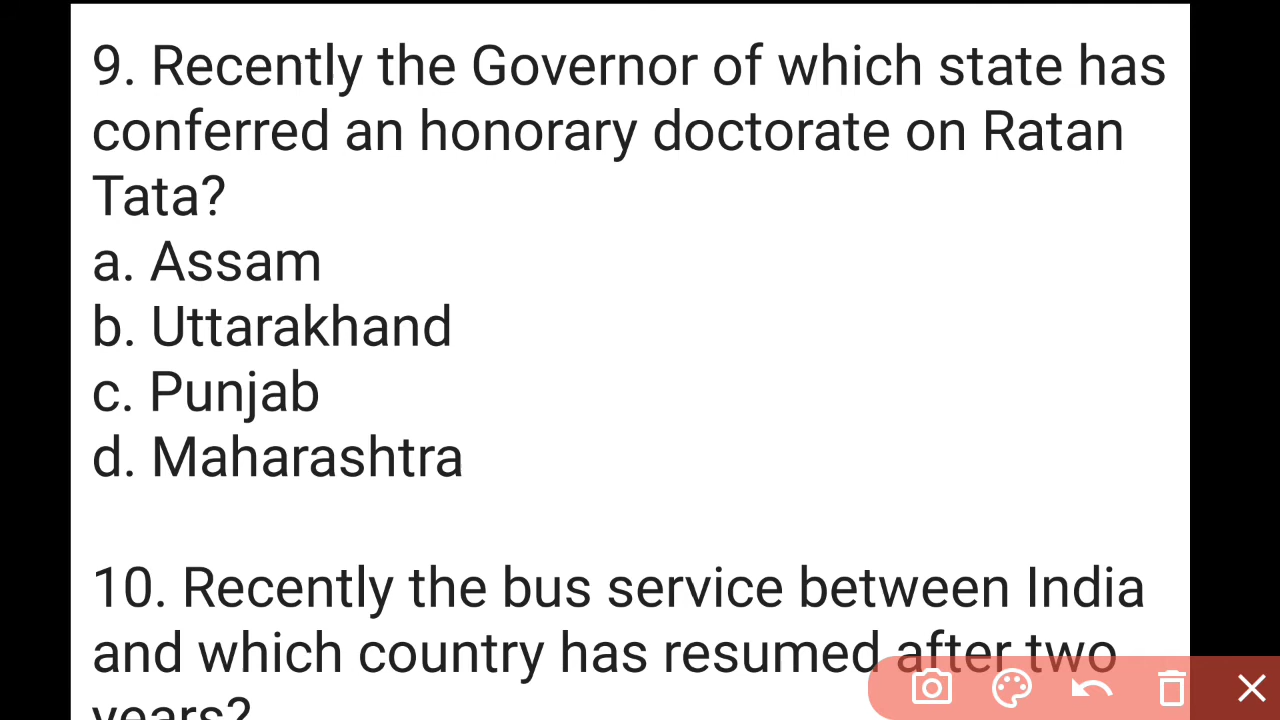 9. Recently the Governor of which state has
conferred an honorary doctorate on Ratan
Tata?
a. Assam
b. Uttarakhand
c. Punjab
d. Maharashtra
10. Recently the bus service between India
and which country has resumed after two
years?